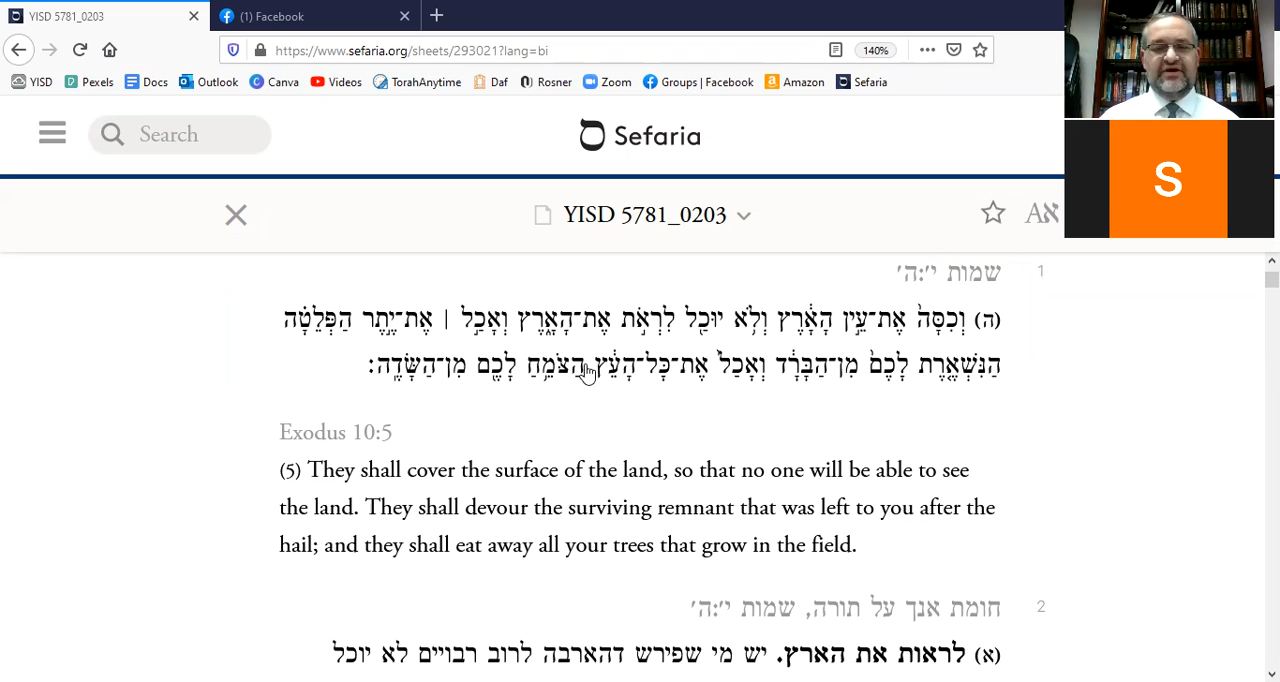 YISD 5781_0203
(1) Facebook
https://www.sefaria.org/sheets/293021?lang=bi
140%
YISD Pexels Docs Outlook Canva Videos TorahAnytime Daf Rosner Zoom Groups | Facebook Amazon Sefaria
Search
Sefaria
YISD 5781_0203
Aא
S
שמות י׳:ה׳
1
(ה) וְכִסָּה֙ אֶת־עֵ֣ין הָאָ֔רֶץ וְלֹ֥א יוּכַ֖ל לִרְאֹ֣ת אֶת־הָאָ֑רֶץ וְאָכַ֣ל ׀ אֶת־יֶ֣תֶר הַפְּלֵטָ֗ה
הַנִּשְׁאֶ֤רֶת לָכֶם֙ מִן־הַבָּרָ֔ד וְאָכַל֙ אֶת־כׇּל־הָעֵ֔ץ הַצֹּמֵ֥חַ לָכֶ֖ם מִן־הַשָּׂדֶֽה׃
Exodus 10:5
(5) They shall cover the surface of the land, so that no one will be able to see
the land. They shall devour the surviving remnant that was left to you after the
hail; and they shall eat away all your trees that grow in the field.
חומת אנך על תורה, שמות י׳:ה׳
2
(א) לראות את הארץ. יש מי שפירש דהארבה לרוב רבויים לא יוכל